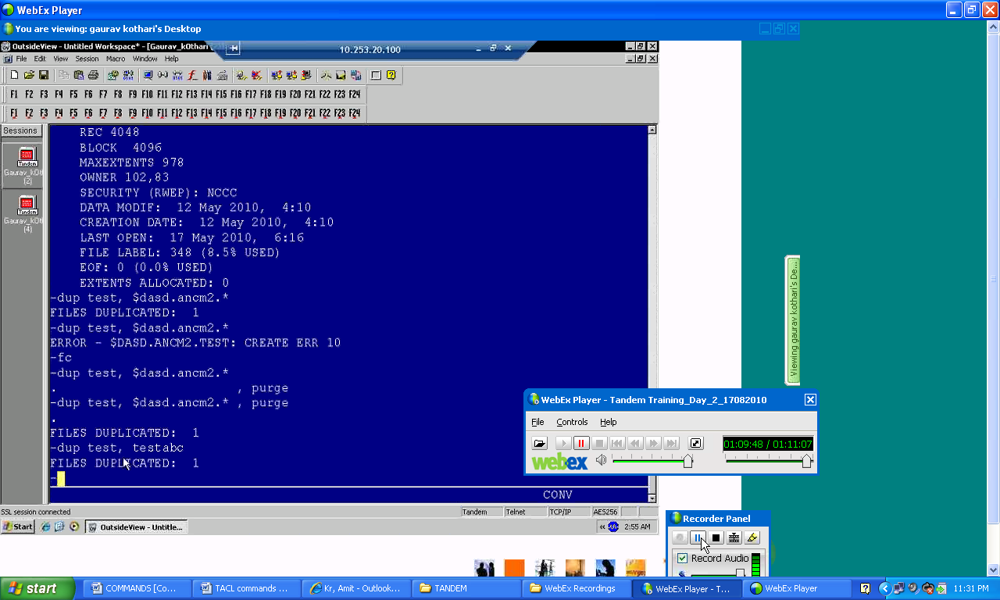 WebEx Player
You are viewing: gaurav kothari's Desktop
OutsideView - Untitled Workspace* - [Gaurav_kOthari
10.253.20.100
File Edit View Session Macro Window Help
F1 F2 F3 F4 F5 F6 F7 F8 F9 F10 F11 F12 F13 F14 F15 F16 F17 F18 F19 F20 F21 F22 F23 F24
F1 F2 F3 F4 F5 F6 F7 F8 F9 F10 F11 F12 F13 F14 F15 F16 F17 F18 F19 F20 F21 F22 F23 F24
Sessions
Tandem
Gaurav_kOt
(2)
Tandem
Gaurav_kOt
(4)
REC 4048
BLOCK  4096
MAXEXTENTS 978
OWNER 102,83
SECURITY (RWEP): NCCC
DATA MODIF:  12 May 2010,  4:10
CREATION DATE:  12 May 2010,  4:10
LAST OPEN:  17 May 2010,  6:16
FILE LABEL: 348 (8.5% USED)
EOF: 0 (0.0% USED)
EXTENTS ALLOCATED: 0
-dup test, $dasd.ancm2.*
FILES DUPLICATED:  1
-dup test, $dasd.ancm2.*
ERROR - $DASD.ANCM2.TEST: CREATE ERR 10
-fc
-dup test, $dasd.ancm2.*
.                         , purge
-dup test, $dasd.ancm2.* , purge
.
FILES DUPLICATED:  1
-dup test, testabc
FILES DUPLICATED:  1
-
CONV
SSL session connected
Tandem Telnet TCP/IP AES256
Start
OutsideView - Untitle...
2:55 AM
Viewing gaurav kothari's De...
WebEx Player - Tandem Training_Day_2_17082010
File Controls Help
01:09:48 / 01:11:07
webex
Recorder Panel
Record Audio
start
COMMANDS [Co...
TACL commands ...
Kr, Amit - Outlook...
TANDEM
WebEx Recordings
WebEx Player - T...
WebEx Player
11:31 PM